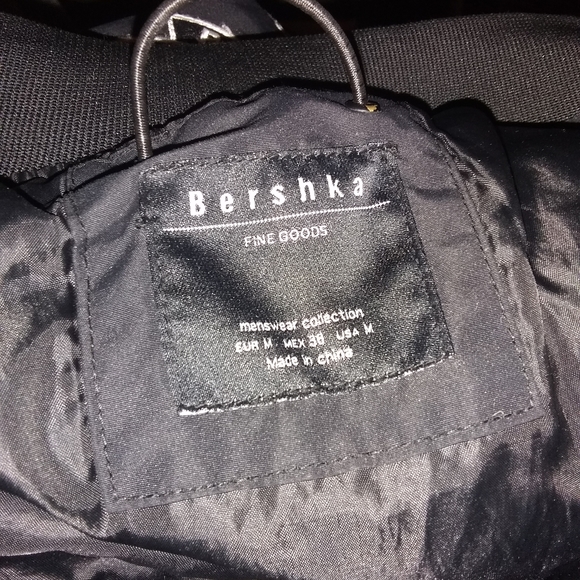 Bershka
FINE GOODS
menswear collection
EUR M MEX 38 USA M
Made in china